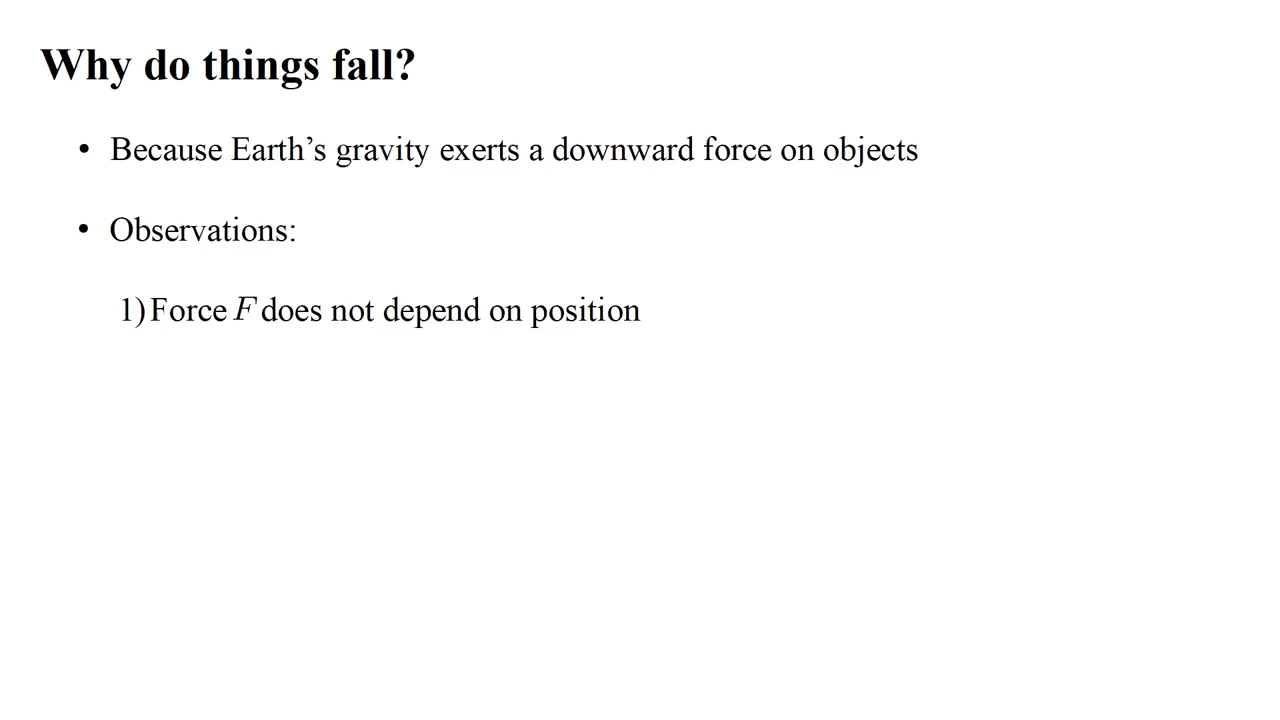 Why do things fall?
• Because Earth’s gravity exerts a downward force on objects
• Observations:
1) Force F does not depend on position